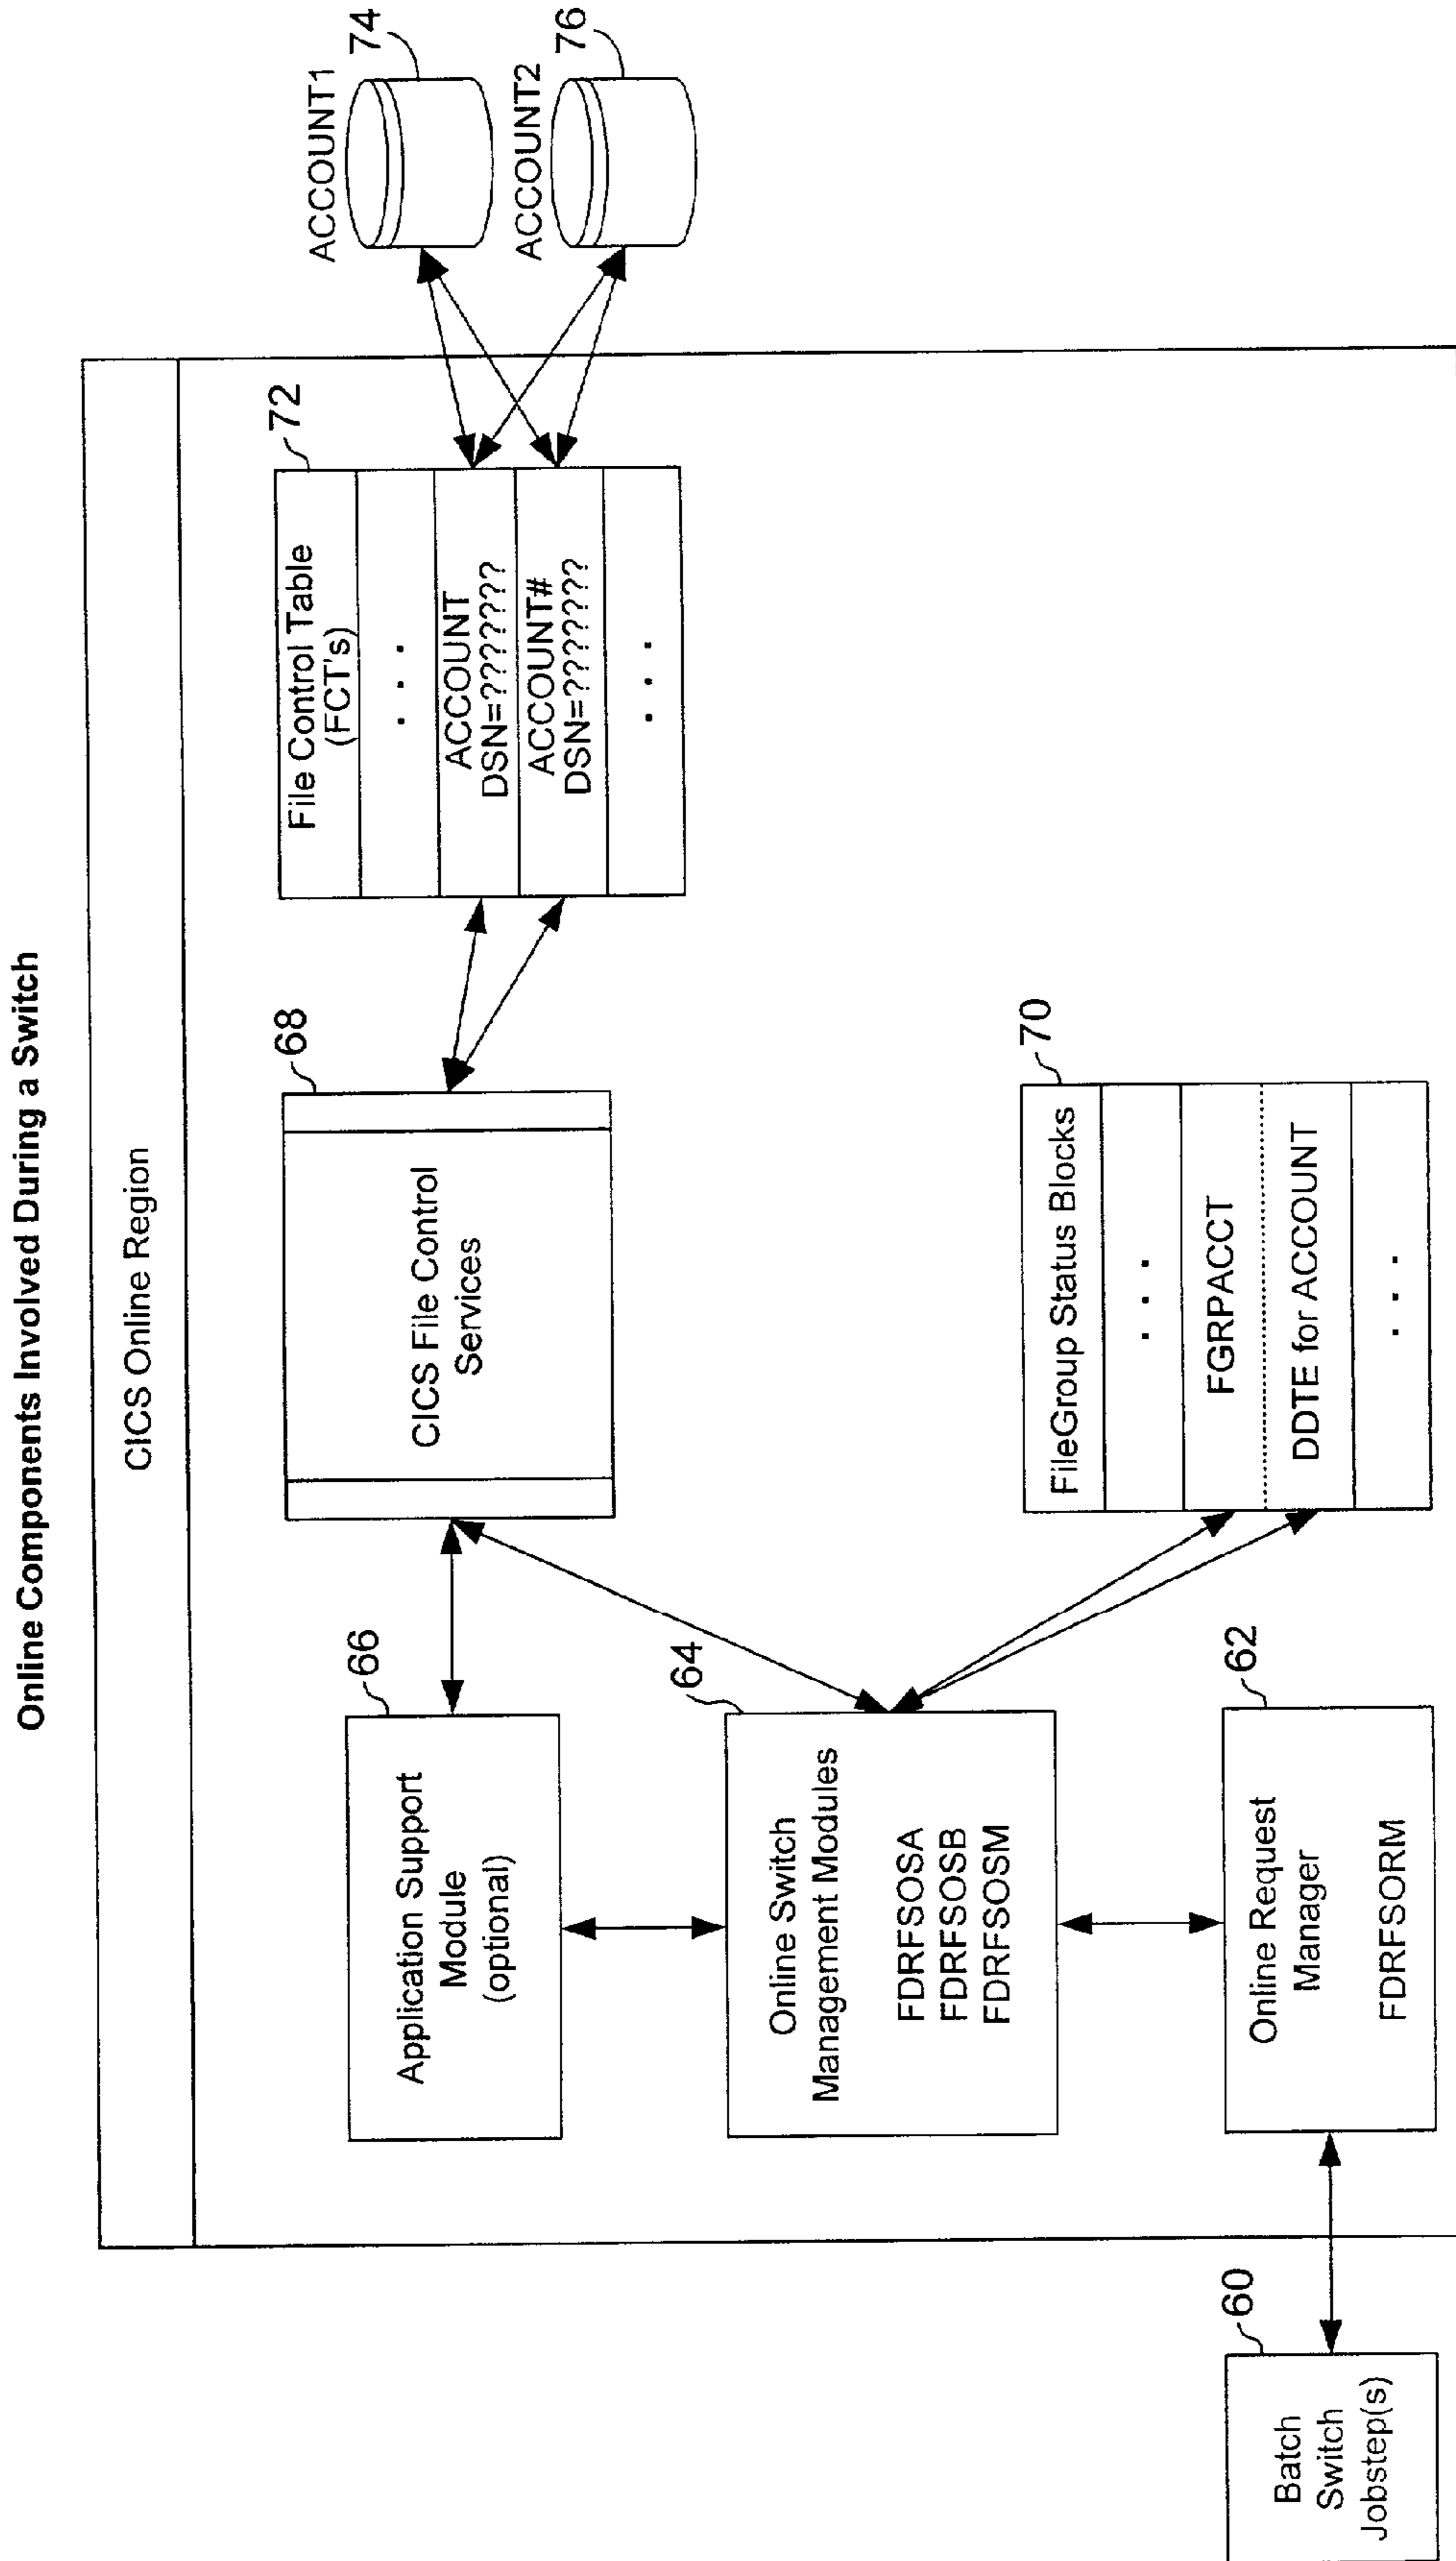 Online Components Involved During a Switch
CICS Online Region
60
Batch
Switch
Jobstep(s)
66
Application Support
Module
(optional)
64
Online Switch
Management Modules
FDRFSOSA
FDRFSOSB
FDRFSOSM
62
Online Request
Manager
FDRFSORM
68
CICS File Control
Services
70
FileGroup Status Blocks
. . .
FGRPACCT
DDTE for ACCOUNT
. . .
72
File Control Table
(FCT's)
. . .
ACCOUNT
DSN=????????
ACCOUNT#
DSN=????????
. . .
ACCOUNT1
74
ACCOUNT2
76